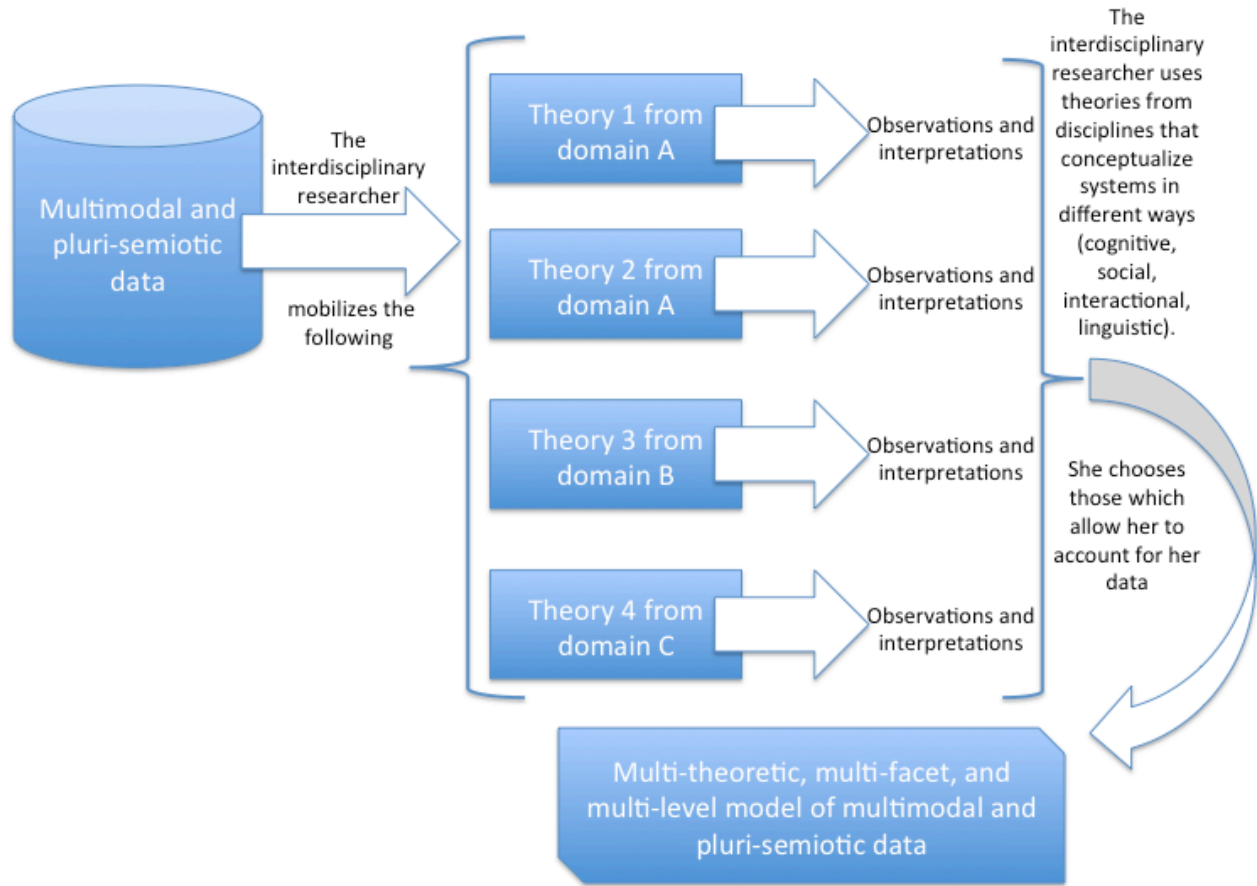 Multimodal and
pluri-semiotic
data
The
interdisciplinary
researcher
mobilizes the
following
Theory 1 from
domain A
Observations and
interpretations
Theory 2 from
domain A
Observations and
interpretations
Theory 3 from
domain B
Observations and
interpretations
Theory 4 from
domain C
Observations and
interpretations
The
interdisciplinary
researcher uses
theories from
disciplines that
conceptualize
systems in
different ways
(cognitive,
social,
interactional,
linguistic).
She chooses
those which
allow her to
account for her
data
Multi-theoretic, multi-facet, and
multi-level model of multimodal and
pluri-semiotic data